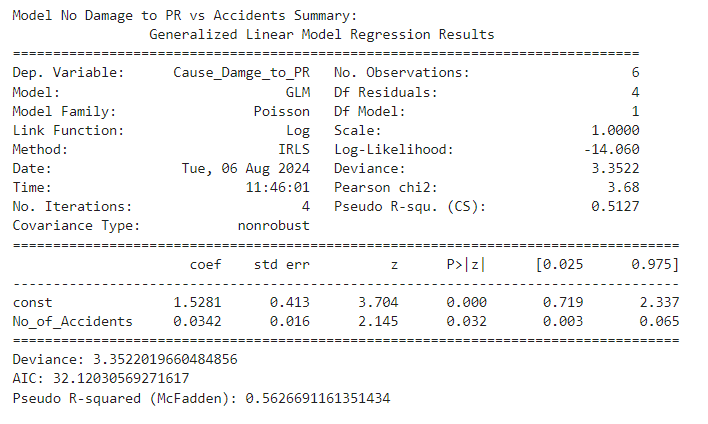 Model No Damage to PR vs Accidents Summary:
Generalized Linear Model Regression Results
==============================================================================
Dep. Variable: Cause_Damge_to_PR No. Observations: 6
Model: GLM Df Residuals: 4
Model Family: Poisson Df Model: 1
Link Function: Log Scale: 1.0000
Method: IRLS Log-Likelihood: -14.060
Date: Tue, 06 Aug 2024 Deviance: 3.3522
Time: 11:46:01 Pearson chi2: 3.68
No. Iterations: 4 Pseudo R-squ. (CS): 0.5127
Covariance Type: nonrobust
===================================================================================
coef std err z P>|z| [0.025 0.975]
-----------------------------------------------------------------------------------
const 1.5281 0.413 3.704 0.000 0.719 2.337
No_of_Accidents 0.0342 0.016 2.145 0.032 0.003 0.065
===================================================================================
Deviance: 3.3522019660484856
AIC: 32.12030569271617
Pseudo R-squared (McFadden): 0.5626691161351434